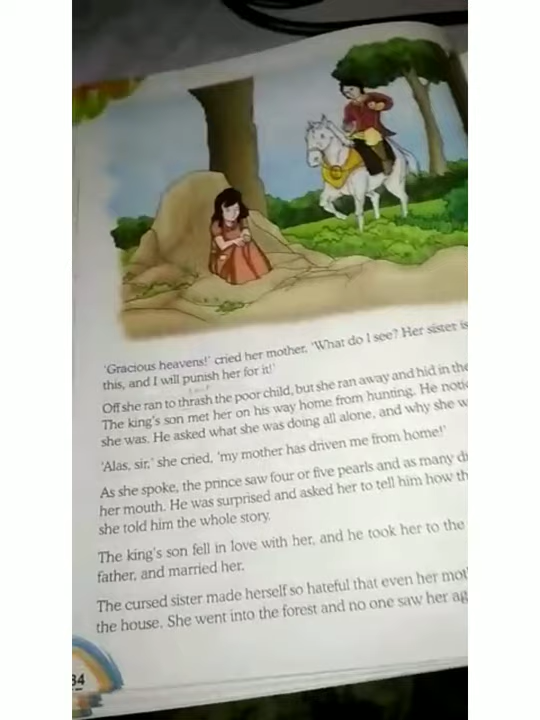 'Gracious heavens!' cried her mother, 'What do I see? Her sister is
this, and I will punish her for it!'
Off she ran to thrash the poor child, but she ran away and hid in the
The king's son met her on his way home from hunting. He
she was. He asked what she was doing all alone, and why she
'Alas, sir,' she cried, 'my mother has driven me from home!'
As she spoke, the prince saw four or five pearls and as many
her mouth. He was surprised and asked her to tell him how
she told him the whole story.
The king's son fell in love with her, and he took her to the
father, and married her.
The cursed sister made herself so hateful that even her
the house. She went into the forest and no one saw her
34